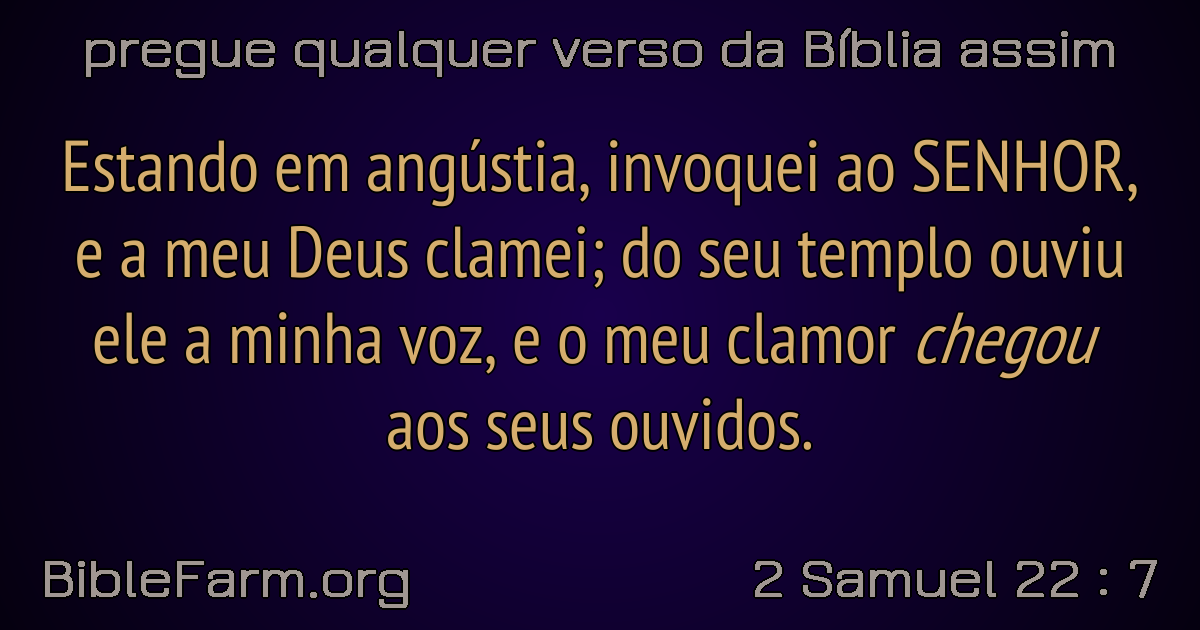 pregue qualquer verso da Bíblia assim
Estando em angústia, invoquei ao SENHOR,
e a meu Deus clamei; do seu templo ouviu
ele a minha voz, e o meu clamor chegou
aos seus ouvidos.
BibleFarm.org
2 Samuel 22 : 7